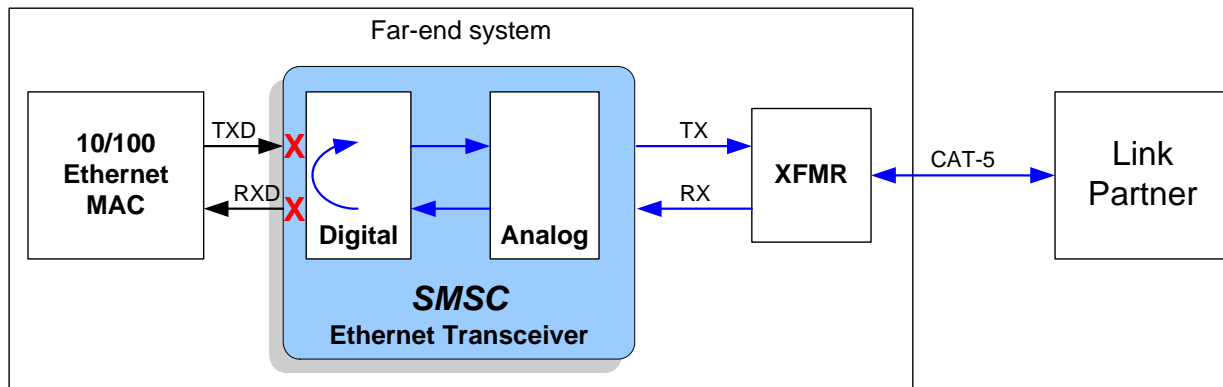 Far-end system
10/100
Ethernet
MAC
TXD
RXD
X
X
Digital
Analog
SMSC
Ethernet Transceiver
TX
RX
XFMR
CAT-5
Link
Partner